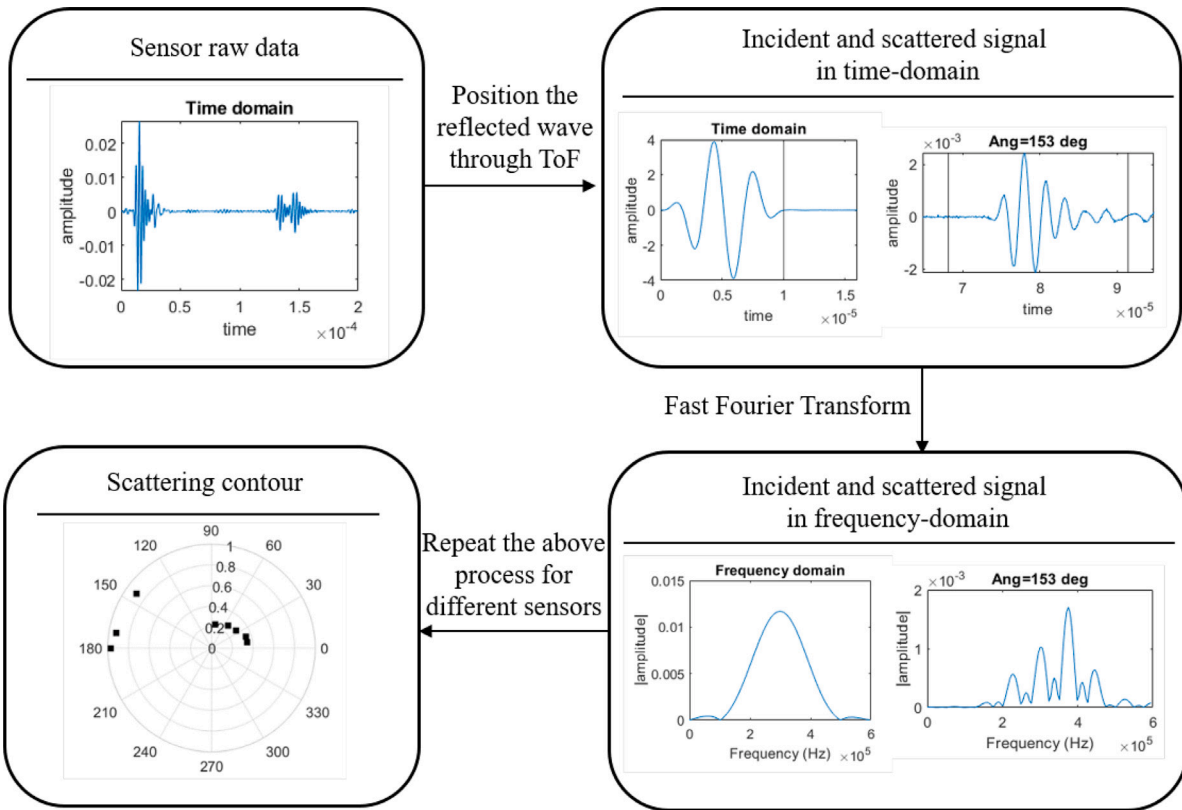 Sensor raw data
Time domain
amplitude
0.02
0.01
0
-0.01
-0.02
0 0.5 1 1.5 2
time ×10⁻⁴
Position the
reflected wave
through ToF
Incident and scattered signal
in time-domain
Time domain
amplitude
4
2
0
-2
-4
0 0.5 1 1.5
time ×10⁻⁵
×10⁻³ Ang=153 deg
amplitude
2
1
0
-1
-2
7 8 9
time ×10⁻⁵
Fast Fourier Transform
Incident and scattered signal
in frequency-domain
Frequency domain
|amplitude|
0.015
0.01
0.005
0
0 2 4 6
Frequency (Hz) ×10⁵
×10⁻³ Ang=153 deg
|amplitude|
2
1
0
0 2 4 6
Frequency (Hz) ×10⁵
Repeat the above
process for
different sensors
Scattering contour
90
120 1 60
0.8
150 0.6 30
0.4
0.2
180 0 0
210 330
240 300
270